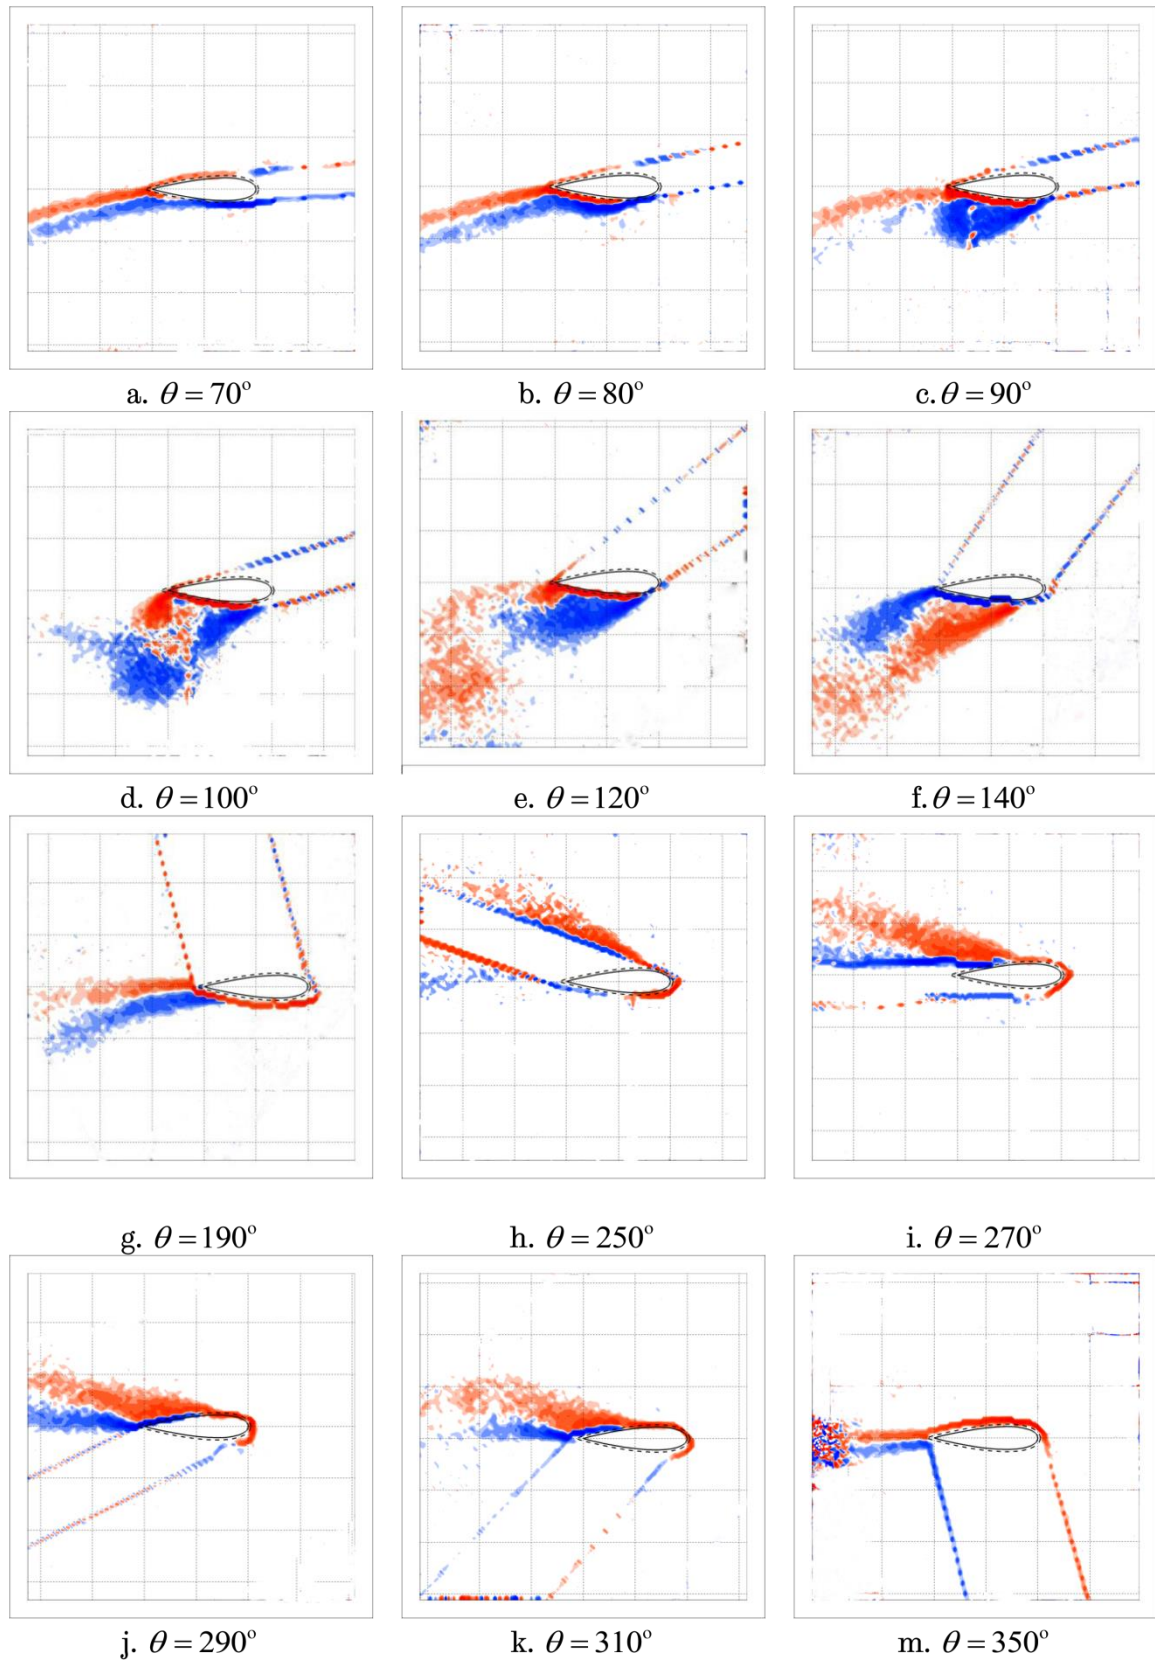 a. θ = 70° b. θ = 80° c. θ = 90°
d. θ = 100° e. θ = 120° f. θ = 140°
g. θ = 190° h. θ = 250° i. θ = 270°
j. θ = 290° k. θ = 310° m. θ = 350°